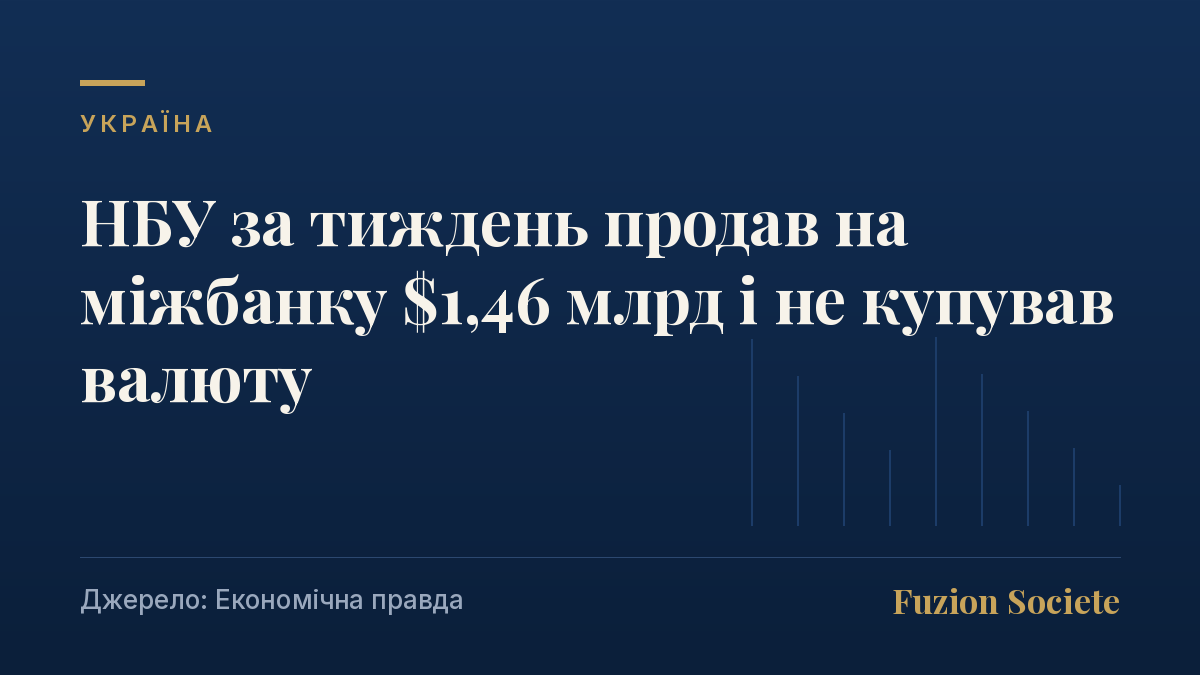 УКРАЇНА
НБУ за тиждень продав на
міжбанку $1,46 млрд і не купував
валюту
Джерело: Економічна правда
Fuzion Societe